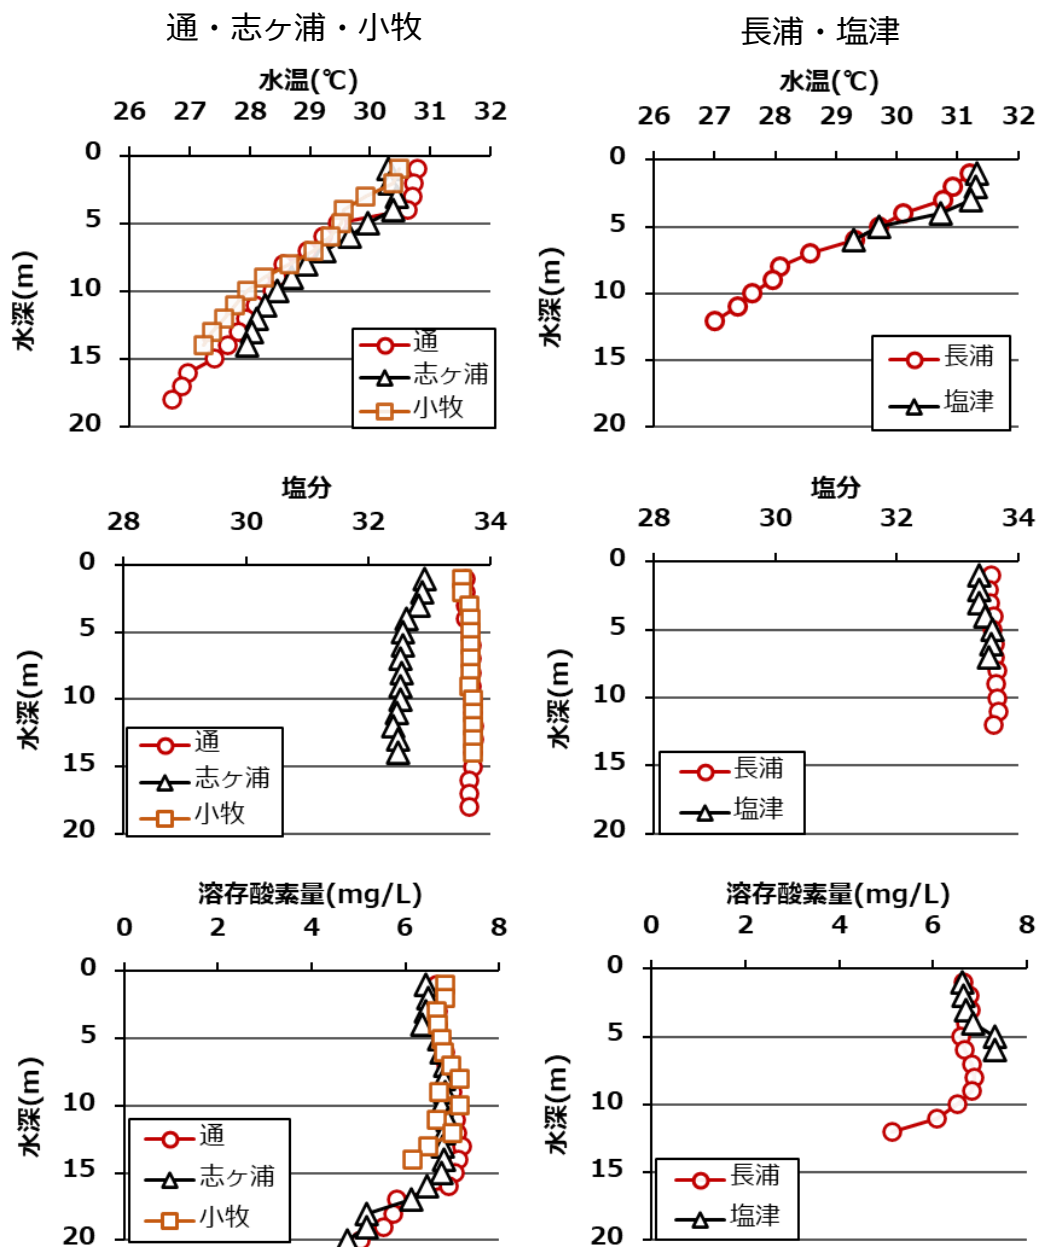 通・志ヶ浦・小牧
水温(℃)
26 27 28 29 30 31 32
0
5
10
15
20
水深(m)
通
志ヶ浦
小牧
長浦・塩津
水温(℃)
26 27 28 29 30 31 32
0
5
10
15
20
水深(m)
長浦
塩津
塩分
28 30 32 34
0
5
10
15
20
水深(m)
通
志ヶ浦
小牧
塩分
28 30 32 34
0
5
10
15
20
水深(m)
長浦
塩津
溶存酸素量(mg/L)
0 2 4 6 8
0
5
10
15
20
水深(m)
通
志ヶ浦
小牧
溶存酸素量(mg/L)
0 2 4 6 8
0
5
10
15
20
水深(m)
長浦
塩津